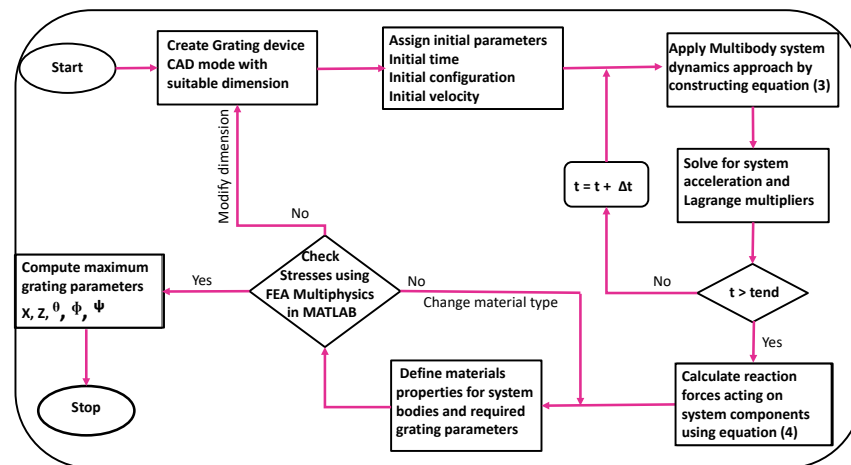 Start
Create Grating device
CAD mode with
suitable dimension
Assign initial parameters
Initial time
Initial configuration
Initial velocity
Apply Multibody system
dynamics approach by
constructing equation (3)
Solve for system
acceleration and
Lagrange multipliers
t = t + Δt
t > tend
No
Yes
Calculate reaction
forces acting on
system components
using equation (4)
Define materials
properties for system
bodies and required
grating parameters
Check
Stresses using
FEA Multiphysics
in MATLAB
No
Change material type
No
Modify dimension
Yes
Compute maximum
grating parameters
X, Z, θ, Φ, ψ
Stop